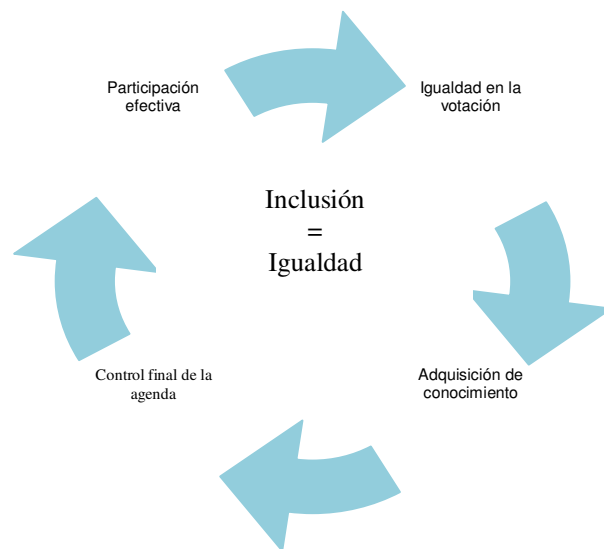 Participación
efectiva
Igualdad en la
votación
Inclusión
=
Igualdad
Control final de la
agenda
Adquisición de
conocimiento